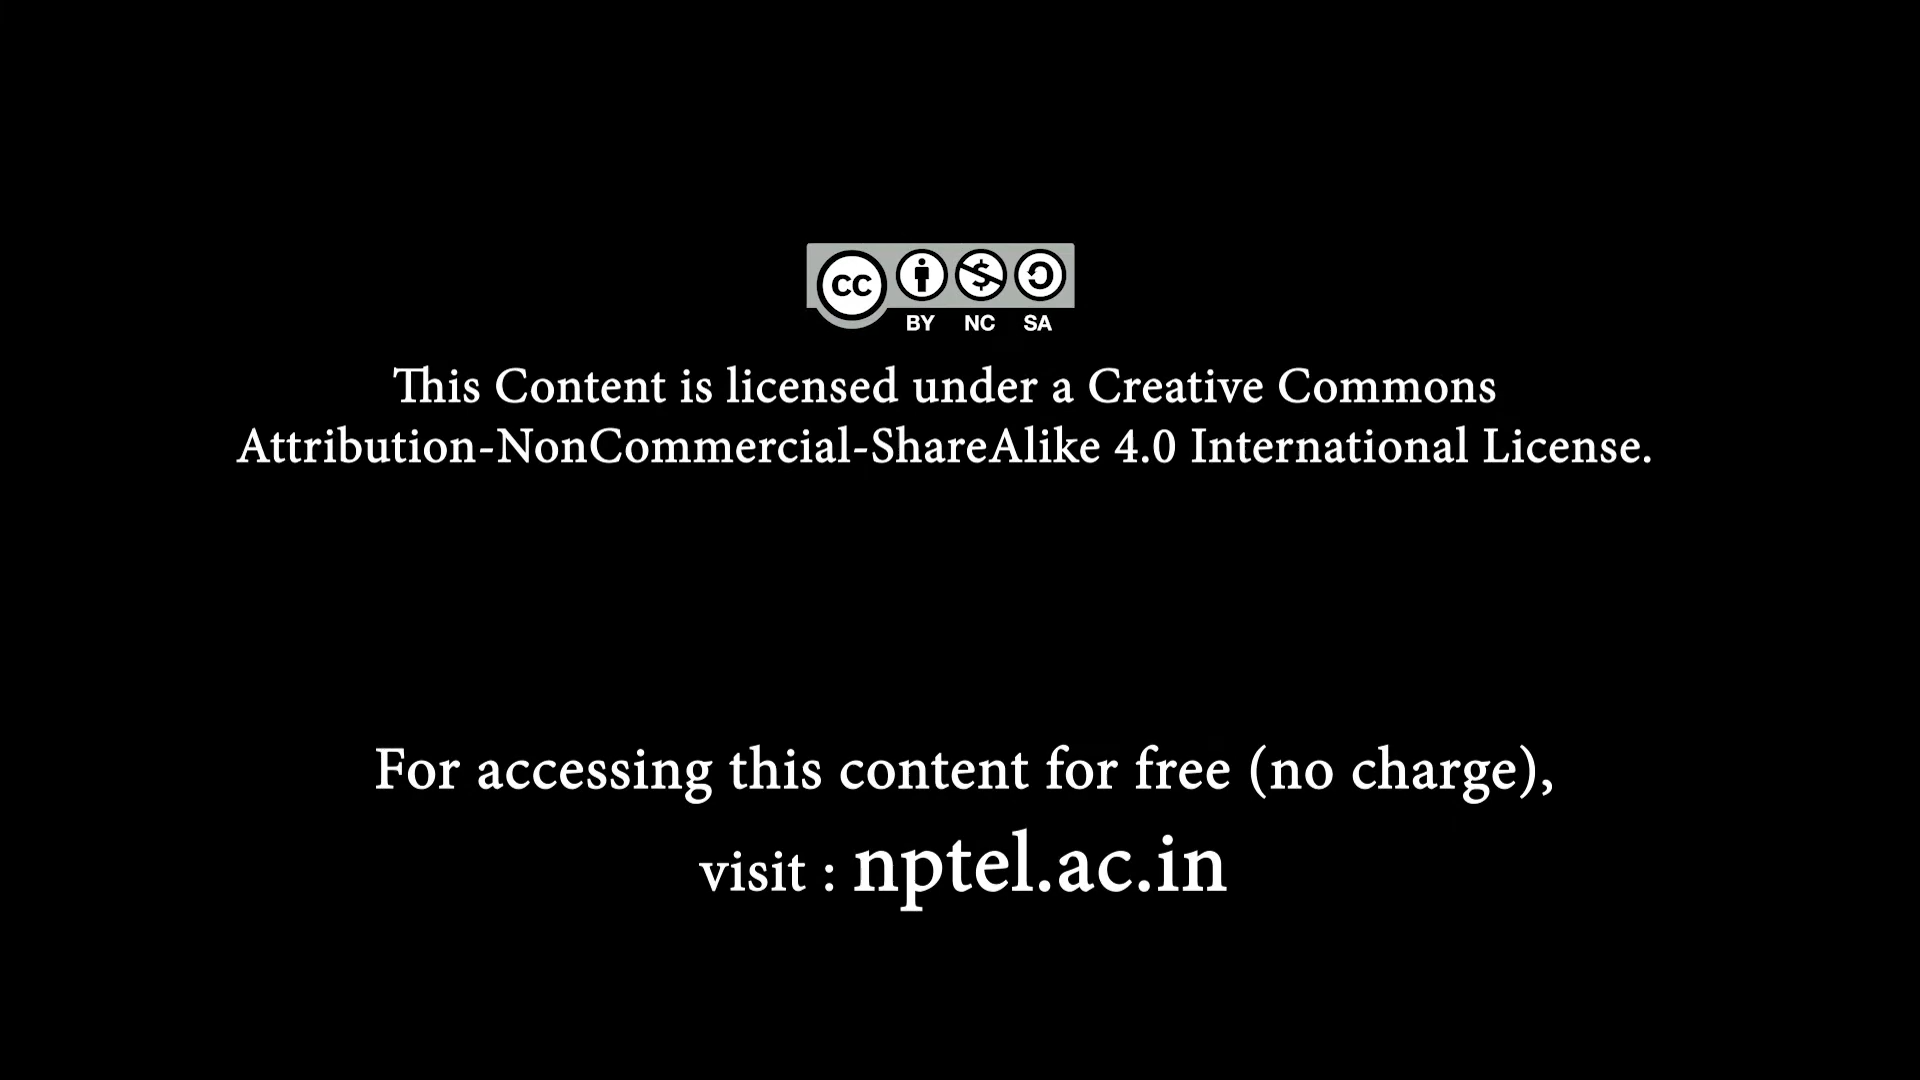 cc
BY NC SA
This Content is licensed under a Creative Commons
Attribution-NonCommercial-ShareAlike 4.0 International License.
For accessing this content for free (no charge),
visit : nptel.ac.in